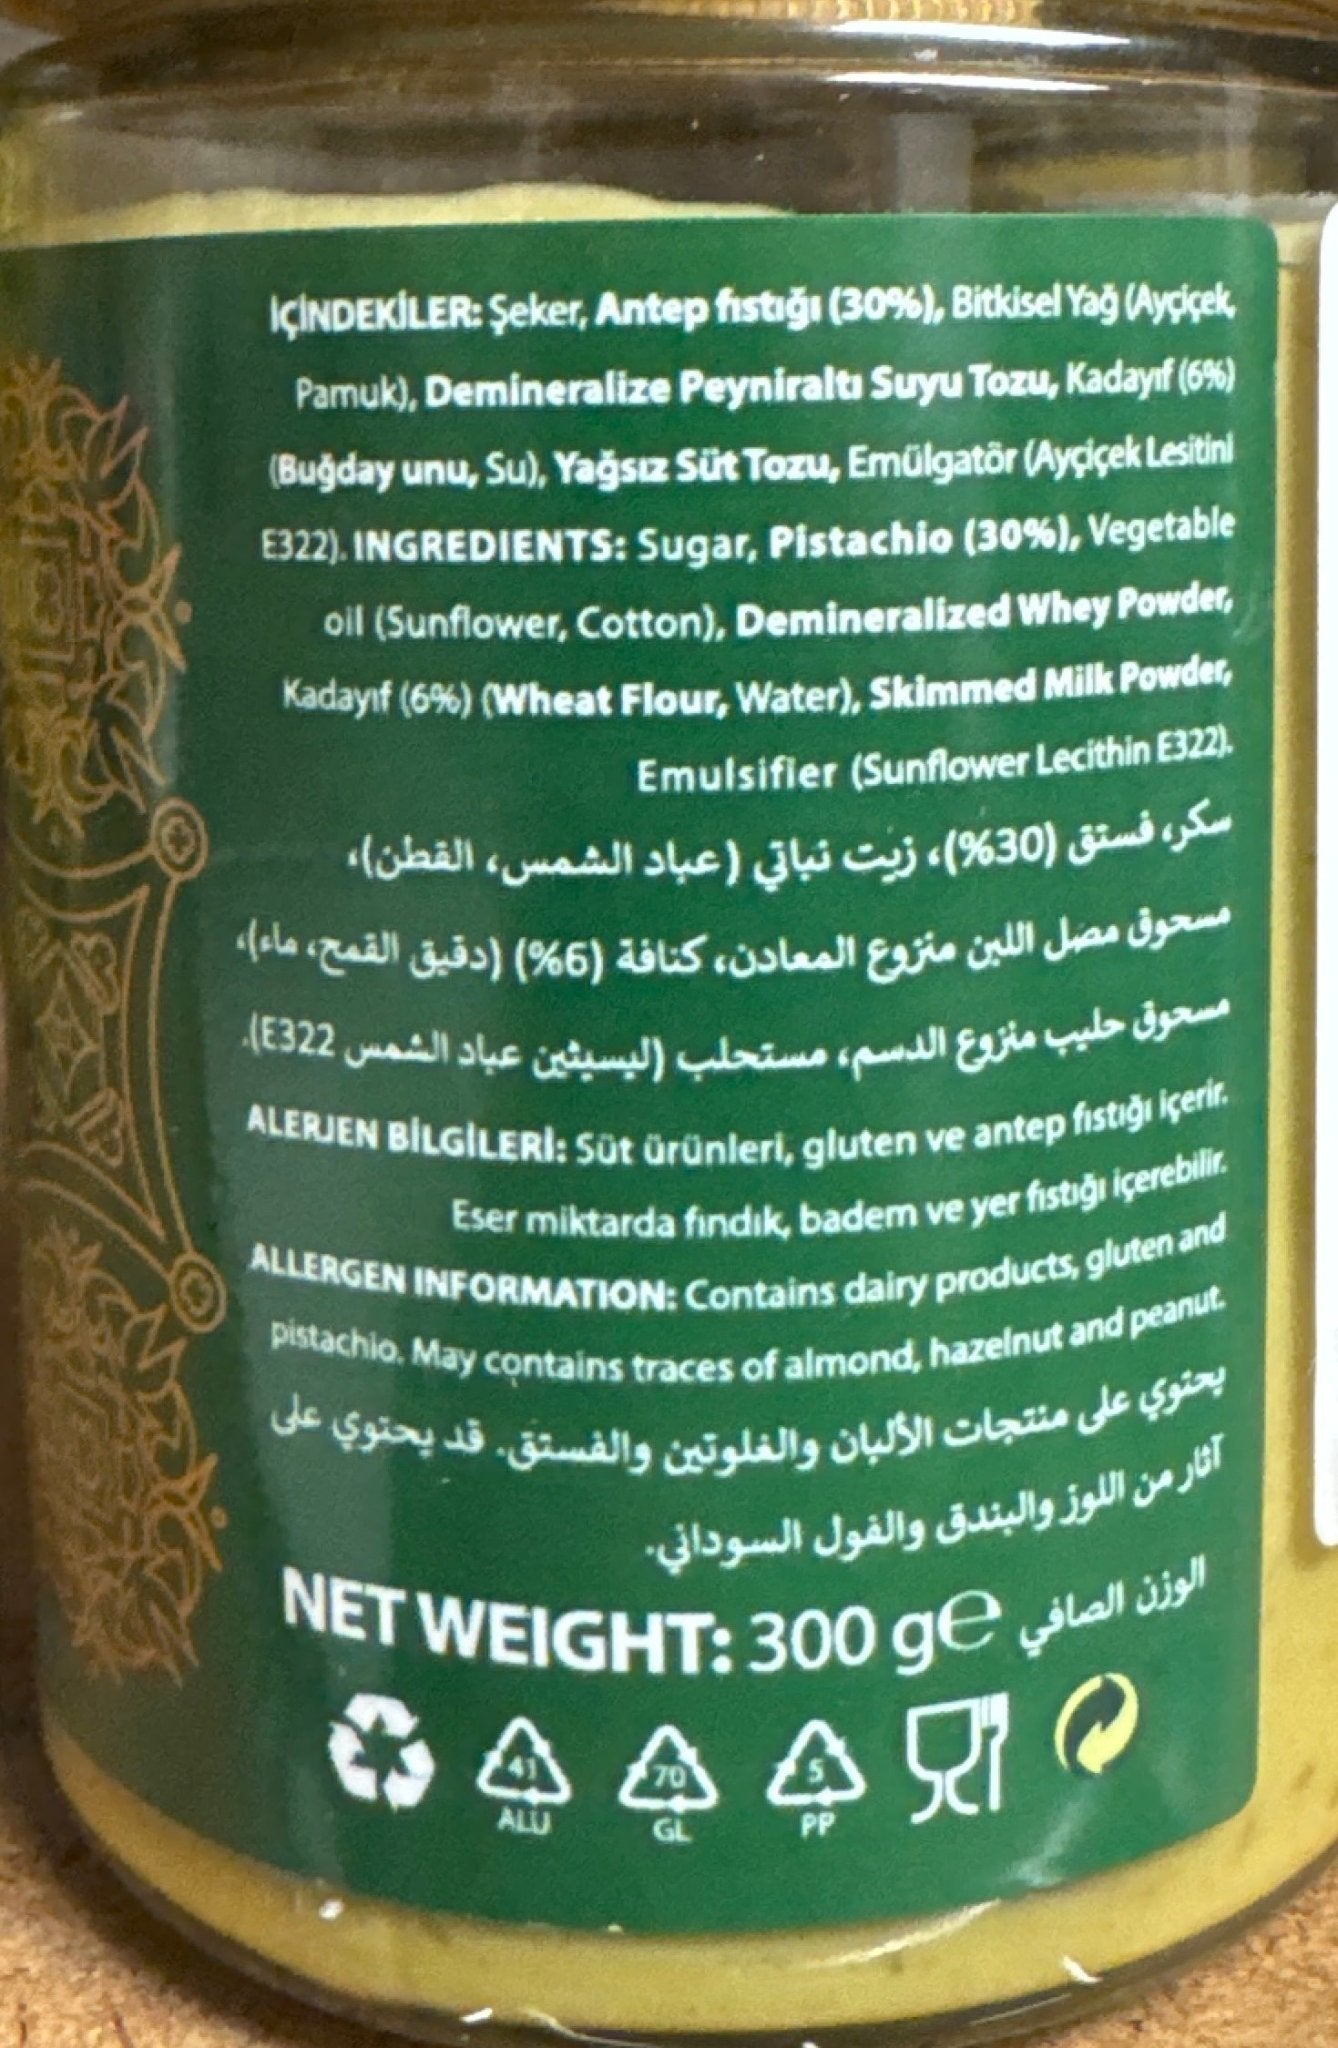 İÇİNDEKİLER: Şeker, Antep fıstığı (30%), Bitkisel Yağ (Ayçiçek,
Pamuk), Demineralize Peyniraltı Suyu Tozu, Kadayıf (6%)
(Buğday unu, Su), Yağsız Süt Tozu, Emülgatör (Ayçiçek Lesitini
E322). INGREDIENTS: Sugar, Pistachio (30%), Vegetable
oil (Sunflower, Cotton), Demineralized Whey Powder,
Kadayıf (6%) (Wheat Flour, Water), Skimmed Milk Powder,
Emulsifier (Sunflower Lecithin E322).
سكر، فستق (30%)، زيت نباتي (عباد الشمس، القطن)،
مسحوق مصل اللبن منزوع المعادن، كنافة (6%) (دقيق القمح، ماء)،
مسحوق حليب منزوع الدسم، مستحلب (ليسيثين عباد الشمس E322).
ALERJEN BİLGİLERİ: Süt ürünleri, gluten ve antep fıstığı içerir.
Eser miktarda fındık, badem ve yer fıstığı içerebilir.
ALLERGEN INFORMATION: Contains dairy products, gluten and
pistachio. May contains traces of almond, hazelnut and peanut.
يحتوي على منتجات الألبان والغلوتين والفستق. قد يحتوي على
آثار من اللوز والبندق والفول السوداني.
NET WEIGHT: 300 g℮ الوزن الصافي
41 70 5
ALU GL PP